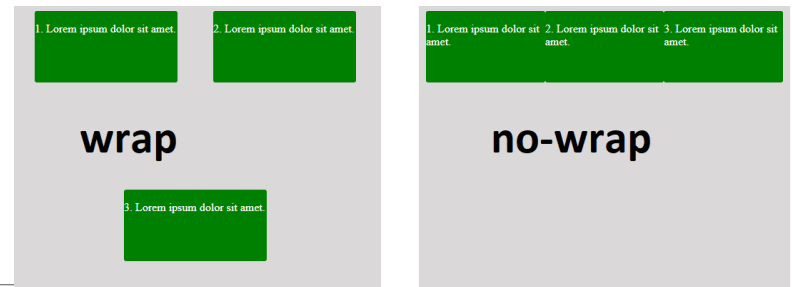 1. Lorem ipsum dolor sit amet.
2. Lorem ipsum dolor sit amet.
wrap
3. Lorem ipsum dolor sit amet.
1. Lorem ipsum dolor sit
amet.
2. Lorem ipsum dolor sit
amet.
3. Lorem ipsum dolor sit
amet.
no-wrap